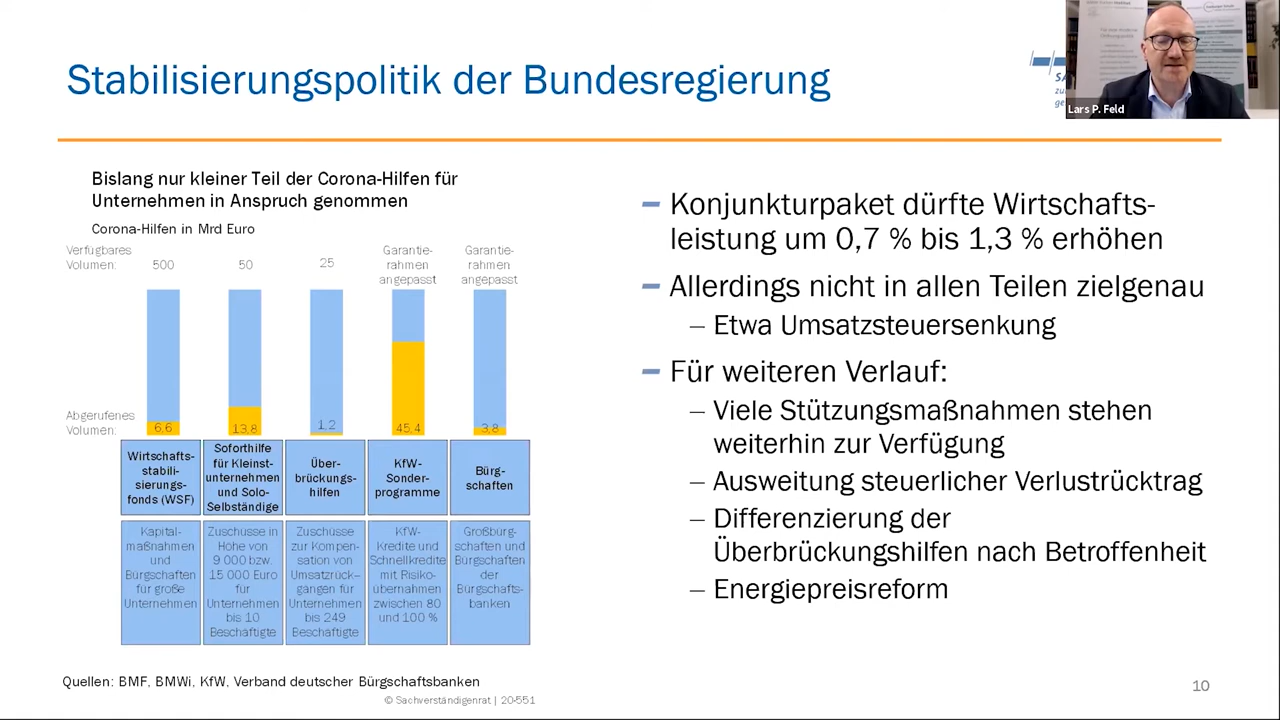 Stabilisierungspolitik der Bundesregierung
Lars P. Feld
Bislang nur kleiner Teil der Corona-Hilfen für
Unternehmen in Anspruch genommen
Corona-Hilfen in Mrd Euro
Verfügbares
Volumen:
500
50
25
Garantie-
rahmen
angepasst
Garantie-
rahmen
angepasst
Abgerufenes
Volumen:
6,6
13,8
1,2
45,4
3,8
Wirtschafts-
stabili-
sierungs-
fonds (WSF)
Soforthilfe
für Kleinst-
unternehmen
und Solo-
Selbständige
Über-
brückungs-
hilfen
KfW-
Sonder-
programme
Bürg-
schaften
Kapital-
maßnahmen
und
Bürgschaften
für große
Unternehmen
Zuschüsse in
Höhe von
9 000 bzw.
15 000 Euro
für
Unternehmen
bis 10
Beschäftigte
Zuschüsse
zur Kompen-
sation von
Umsatzrück-
gängen für
Unternehmen
bis 249
Beschäftigte
KfW-
Kredite und
Schnellkredite
mit Risiko-
übernahmen
zwischen 80
und 100 %
Großbürg-
schaften und
Bürgschaften
der
Bürgschafts-
banken
Quellen: BMF, BMWi, KfW, Verband deutscher Bürgschaftsbanken
© Sachverständigenrat | 20-551
– Konjunkturpaket dürfte Wirtschafts-
leistung um 0,7 % bis 1,3 % erhöhen
– Allerdings nicht in allen Teilen zielgenau
– Etwa Umsatzsteuersenkung
– Für weiteren Verlauf:
– Viele Stützungsmaßnahmen stehen
weiterhin zur Verfügung
– Ausweitung steuerlicher Verlustrücktrag
– Differenzierung der
Überbrückungshilfen nach Betroffenheit
– Energiepreisreform
10